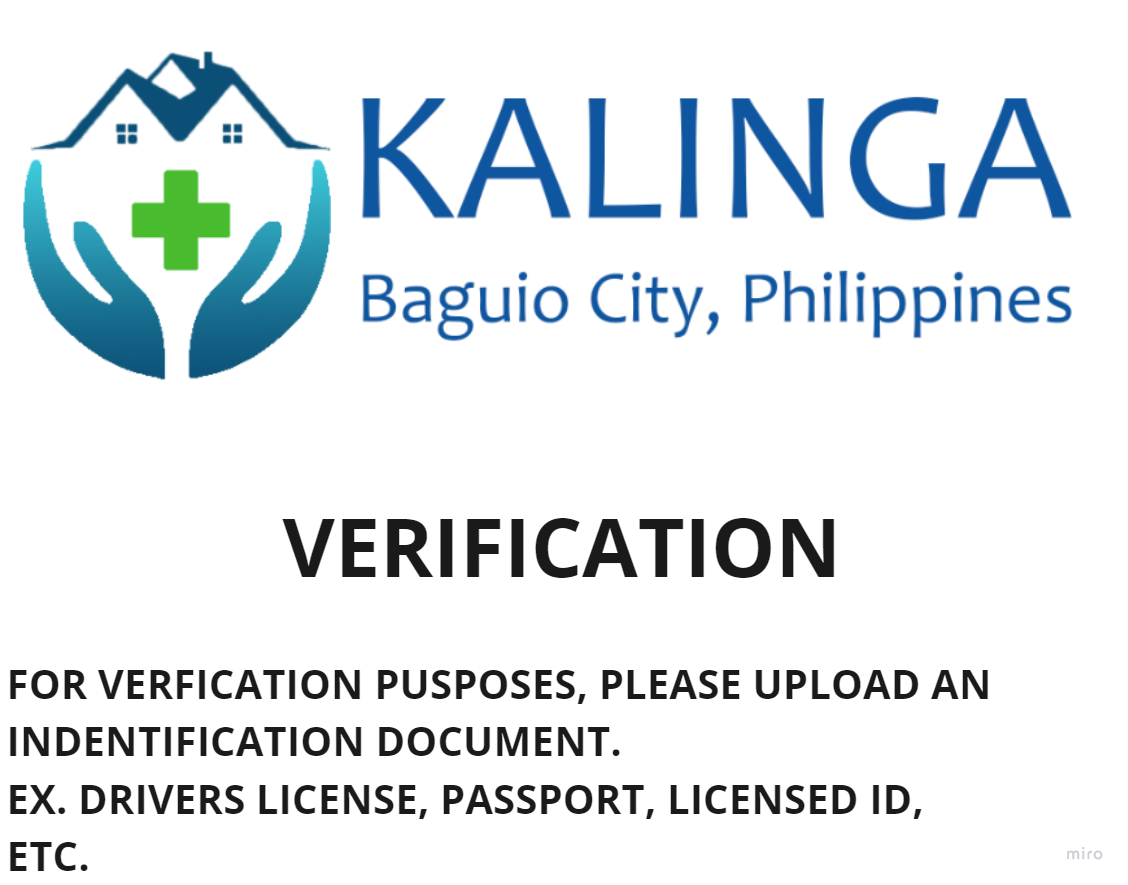 KALINGA
Baguio City, Philippines
VERIFICATION
FOR VERFICATION PUSPOSES, PLEASE UPLOAD AN
INDENTIFICATION DOCUMENT.
EX. DRIVERS LICENSE, PASSPORT, LICENSED ID,
ETC.
miro